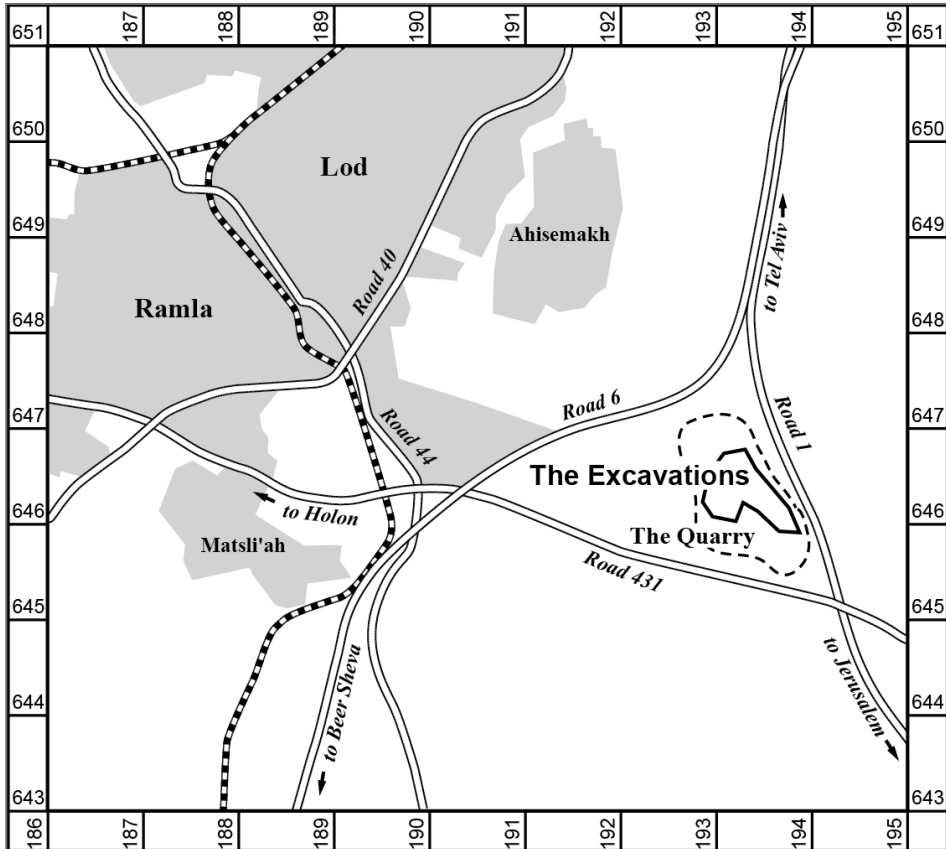 651 187 188 189 190 191 192 193 194 195 651
650 650
Lod
649 649
Ahisemakh
to Tel Aviv
Road 40
Ramla
648 648
Road 6
Road 1
647 647
Road 44
The Excavations
to Holon
646 646
The Quarry
Matsli'ah
Road 431
645 645
to Beer Sheva
to Jerusalem
644 644
643 643
186 187 188 189 190 191 192 193 194 195